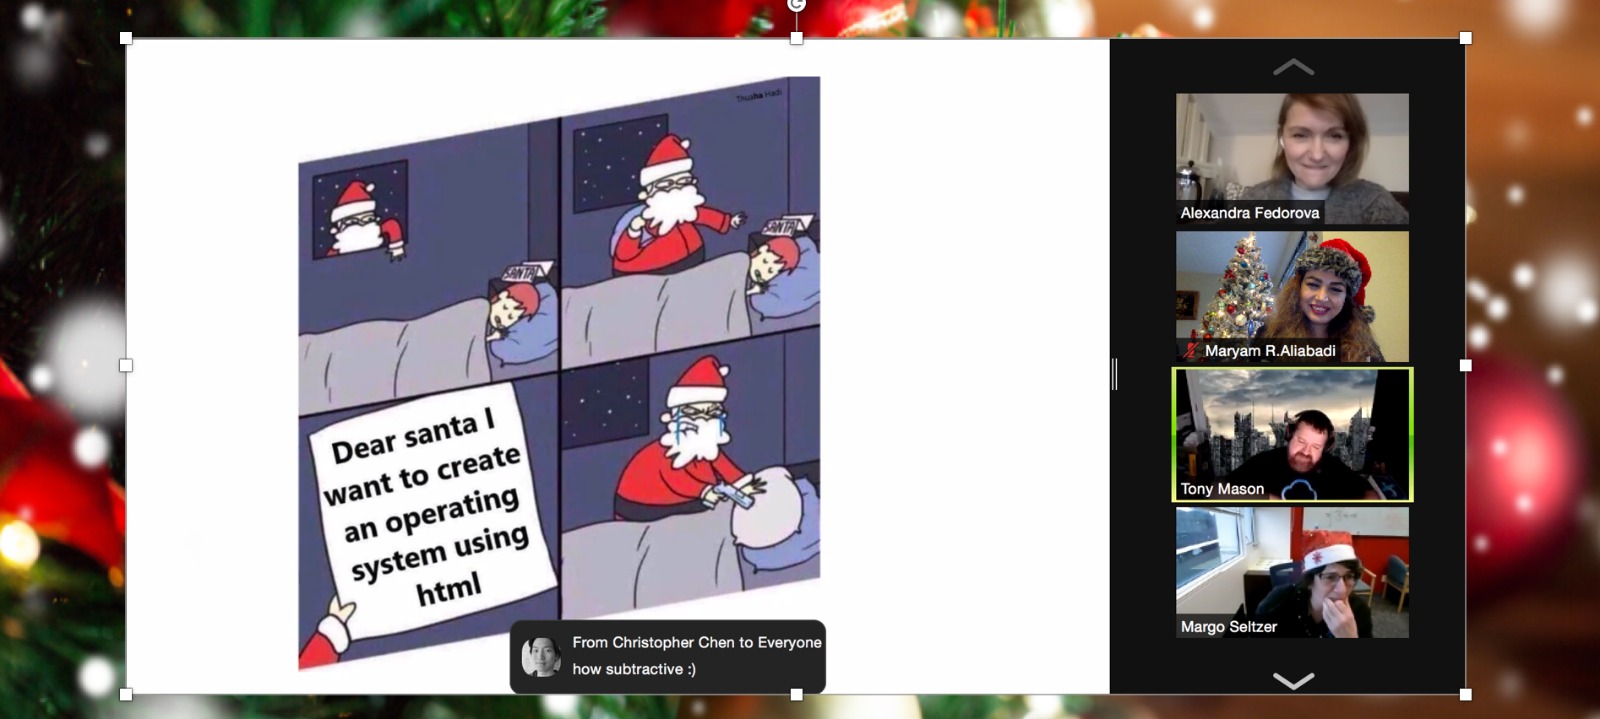 Thusha Hadi
SANTA
SANTA
Dear santa I
want to create
an operating
system using
html
From Christopher Chen to Everyone
how subtractive :)
Alexandra Fedorova
Maryam R.Aliabadi
Tony Mason
Margo Seltzer